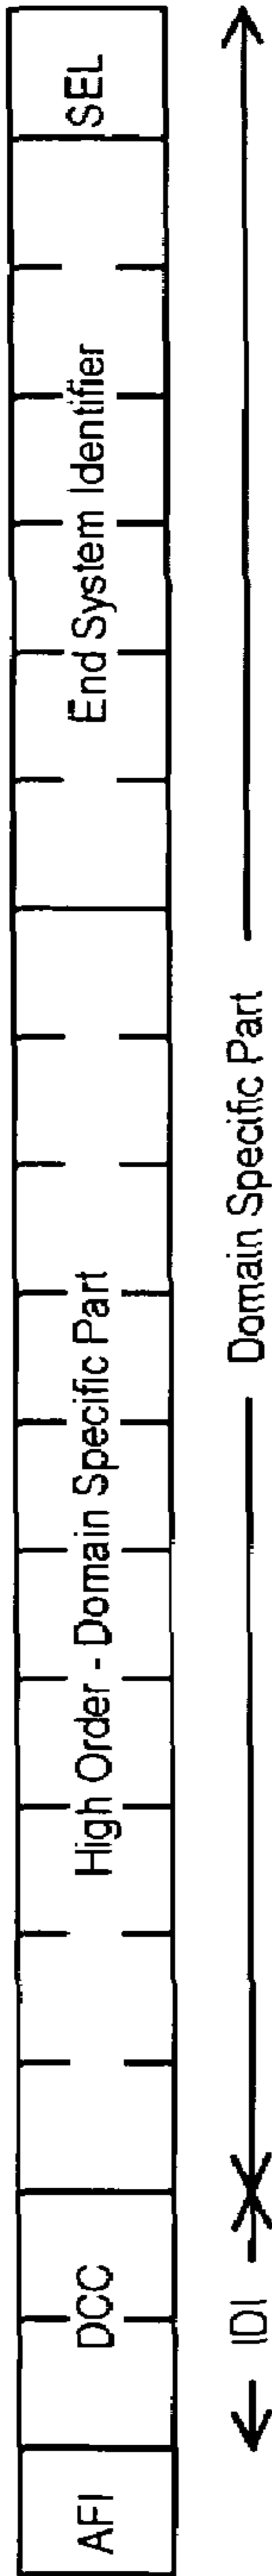 AFI
DCC
High Order - Domain Specific Part
End System Identifier
SEL
IDI
Domain Specific Part